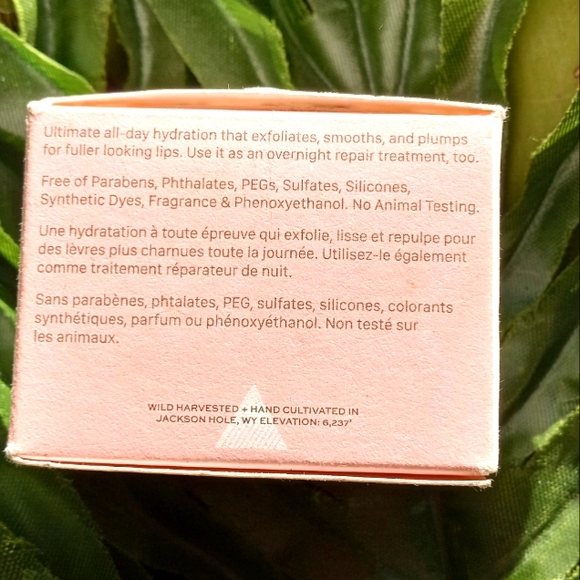 Ultimate all-day hydration that exfoliates, smooths, and plumps
for fuller looking lips. Use it as an overnight repair treatment, too.
Free of Parabens, Phthalates, PEGs, Sulfates, Silicones,
Synthetic Dyes, Fragrance & Phenoxyethanol. No Animal Testing.
Une hydratation à toute épreuve qui exfolie, lisse et repulpe pour
des lèvres plus charnues toute la journée. Utilisez-le également
comme traitement réparateur de nuit.
Sans parabènes, phtalates, PEG, sulfates, silicones, colorants
synthétiques, parfum ou phénoxyéthanol. Non testé sur
les animaux.
WILD HARVESTED + HAND CULTIVATED IN
JACKSON HOLE, WY ELEVATION: 6,237'